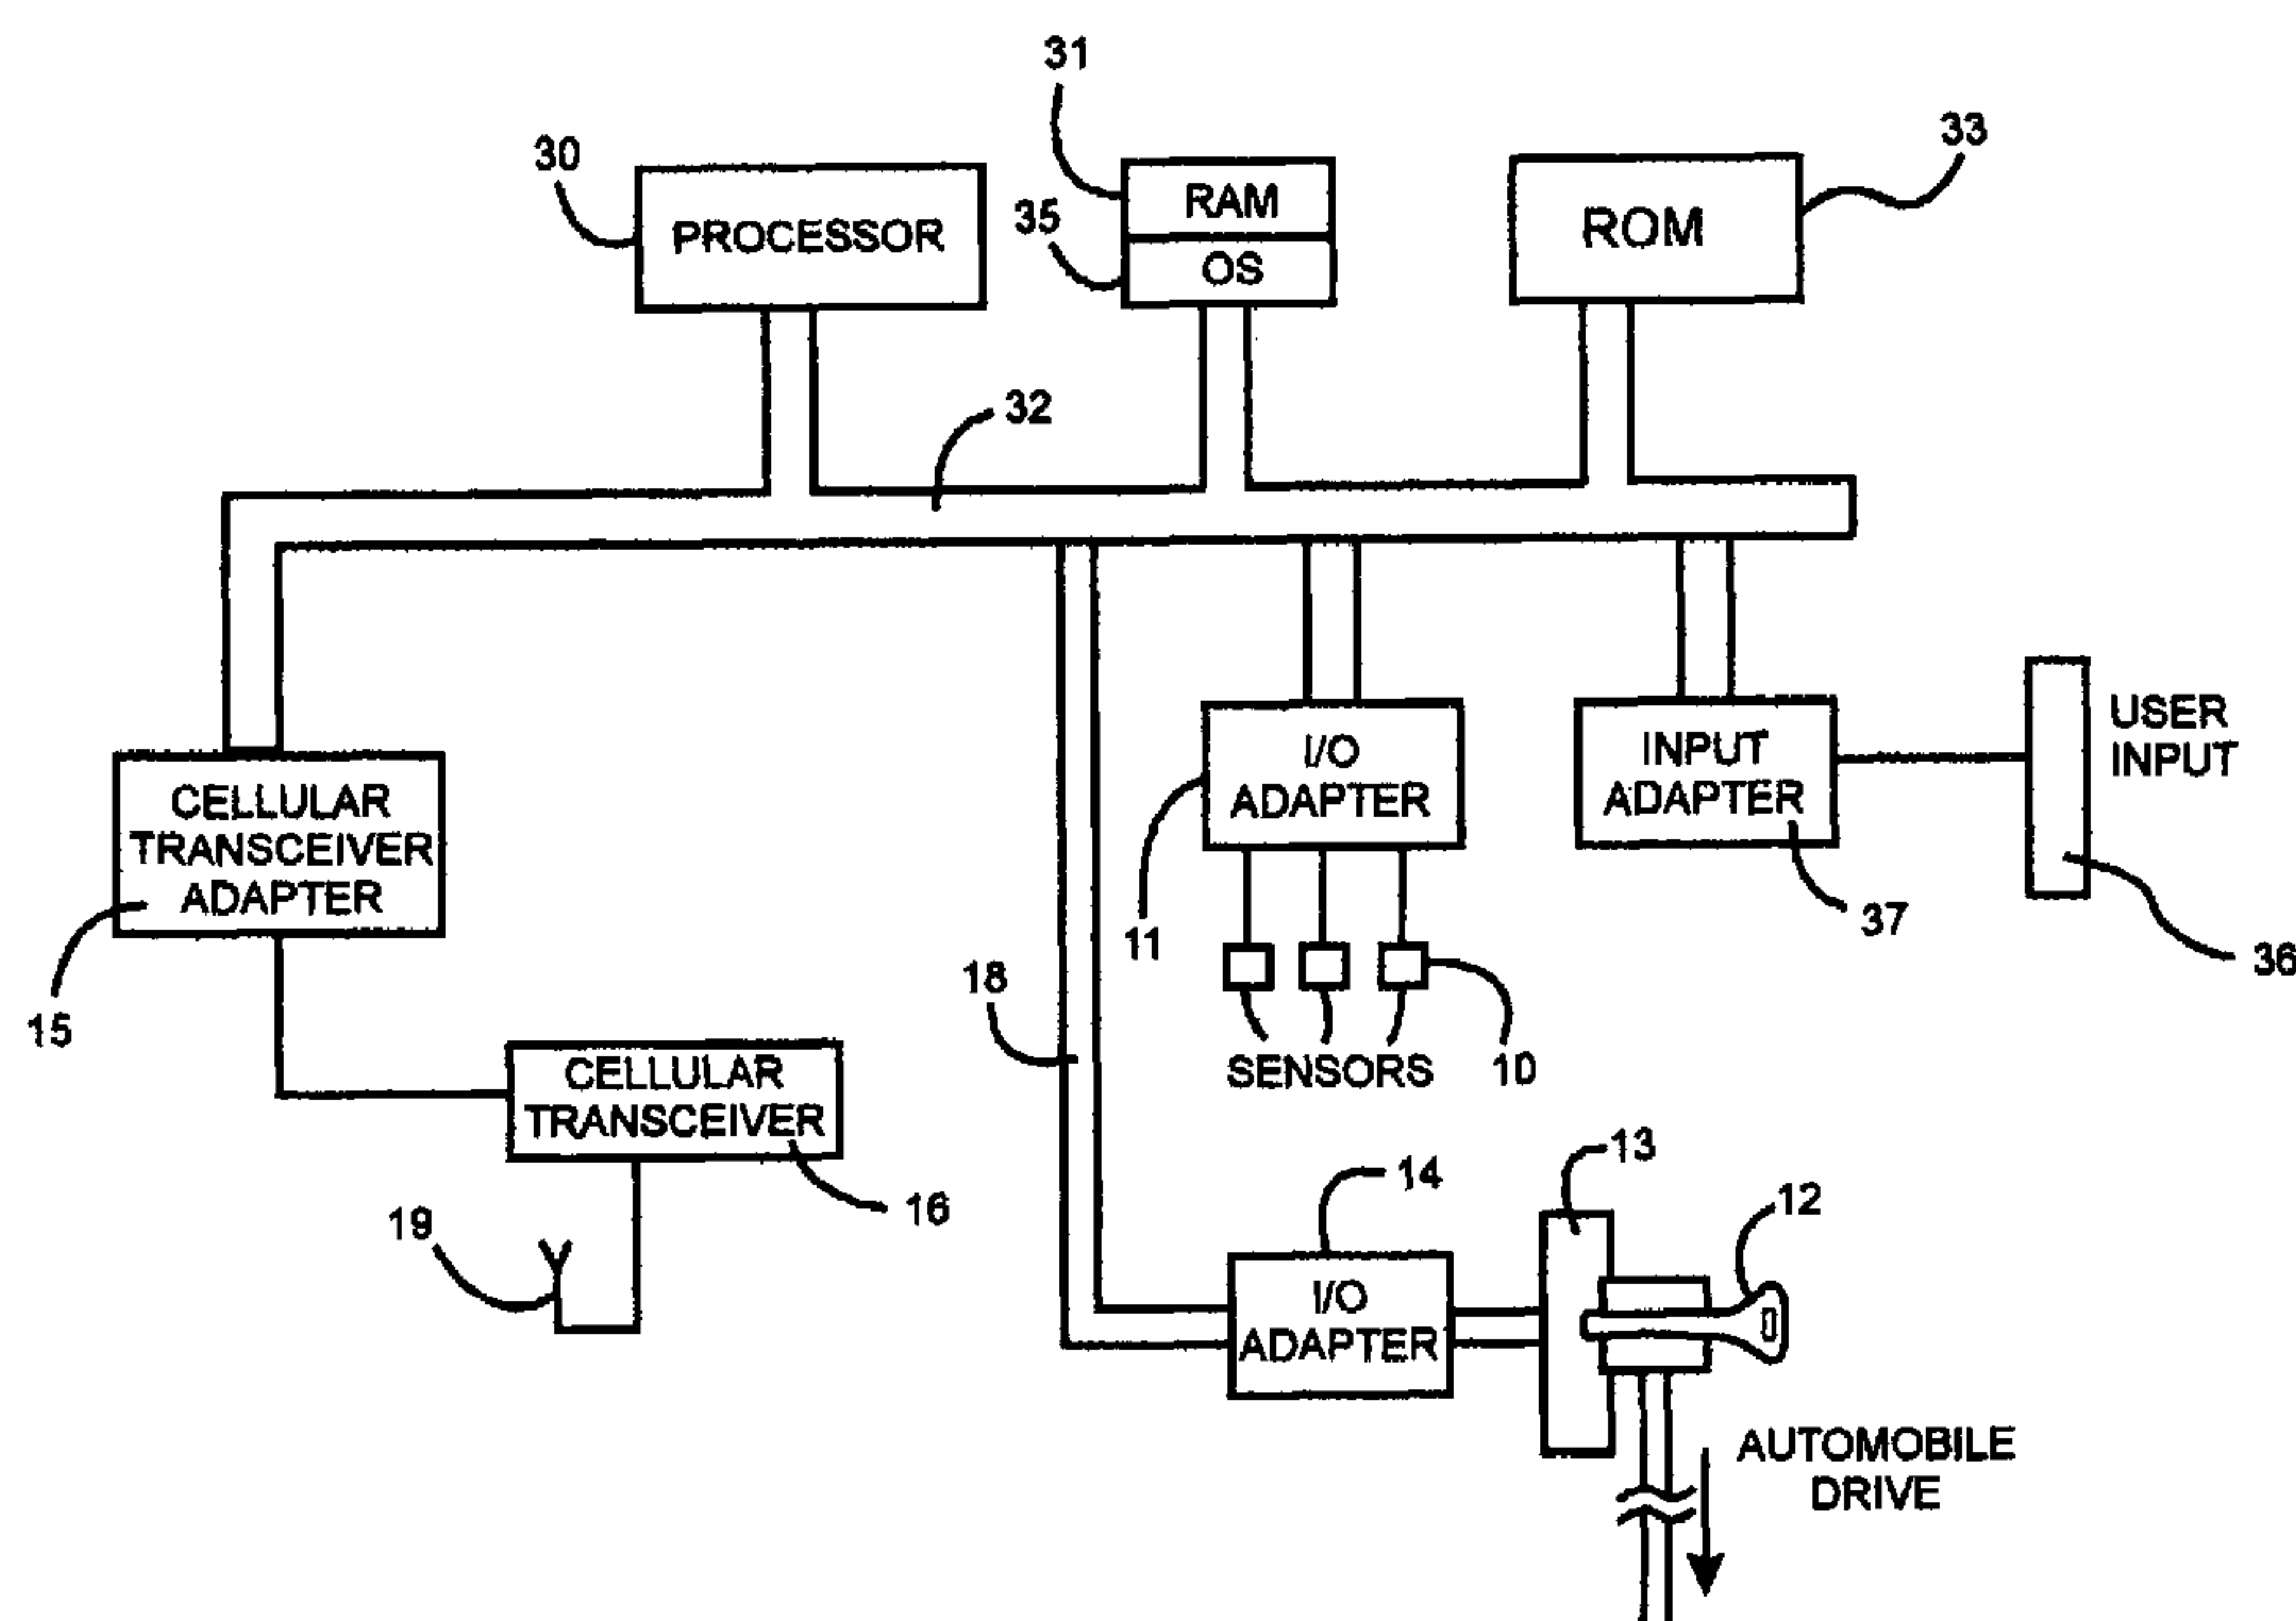 31
33
30
RAM
PROCESSOR
35
ROM
OS
32
USER
INPUT
I/O
ADAPTER
INPUT
ADAPTER
CELLULAR
TRANSCEIVER
ADAPTER
11
37
36
18
15
SENSORS
10
CELLULAR
TRANSCEIVER
13
14
12
16
19
I/O
ADAPTER
AUTOMOBILE
DRIVE